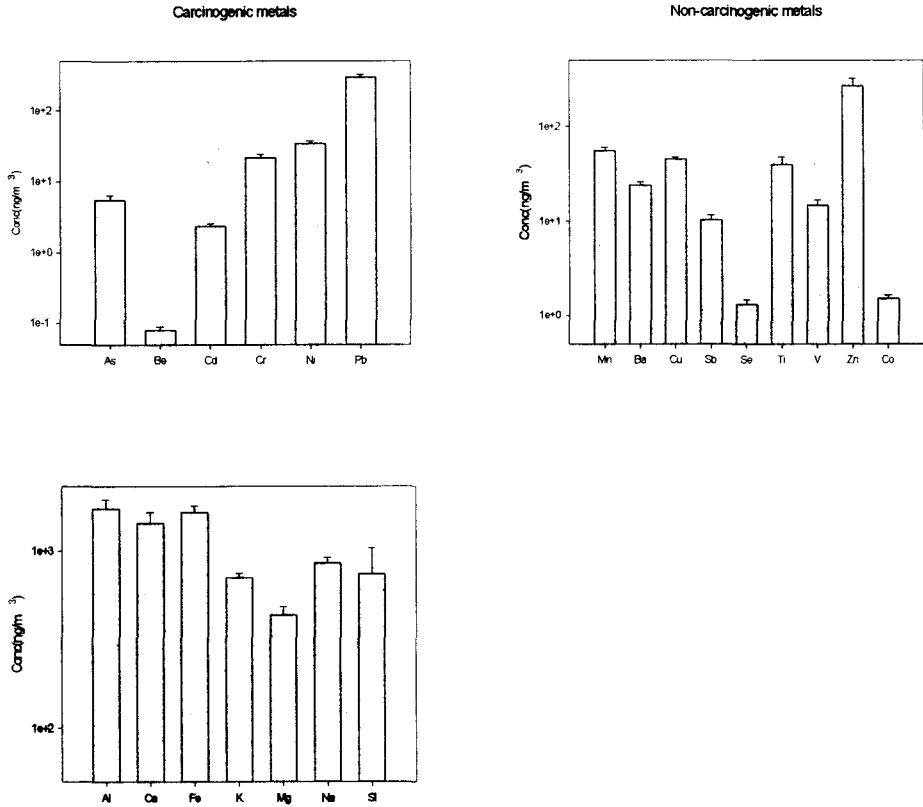 Carcinogenic metals
Non-carcinogenic metals
Conc(ng/m 3)
1e+2
1e+1
1e+0
1e-1
As Be Cd Cr Ni Pb
Conc(ng/m 3)
1e+2
1e+1
1e+0
Mn Ba Cu Sb Se Ti V Zn Co
Conc(ng/m 3)
1e+3
1e+2
Al Ca Fe K Mg Na SI